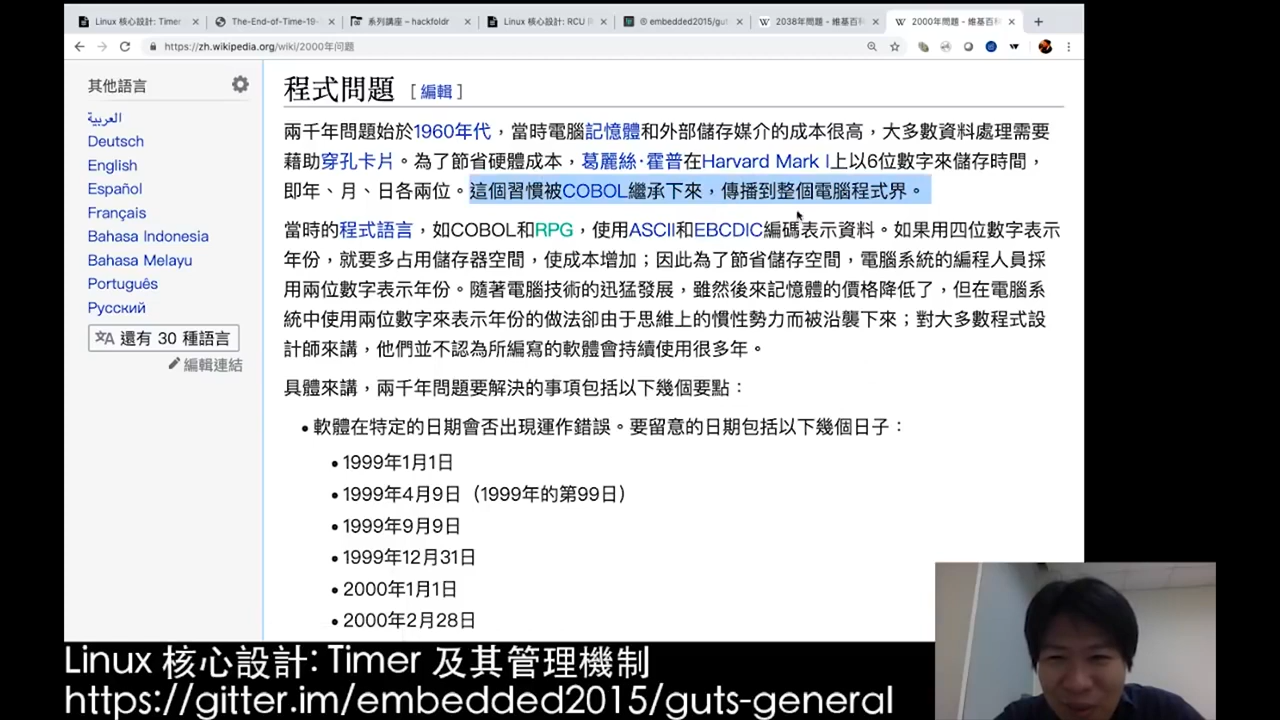 Linux 核心設計: Timer
The-End-of-Time-19-
系列講座 – hackfoldr
Linux 核心設計: RCU
embedded2015/gut
2038年問題 - 維基百科
2000年問題 - 維基百科
https://zh.wikipedia.org/wiki/2000年问题
其他語言
العربية
Deutsch
English
Español
Français
Bahasa Indonesia
Bahasa Melayu
Português
Русский
還有 30 種語言
編輯連結
程式問題 [編輯]
兩千年問題始於1960年代，當時電腦記憶體和外部儲存媒介的成本很高，大多數資料處理需要
藉助穿孔卡片。為了節省硬體成本，葛麗絲·霍普在Harvard Mark I上以6位數字來儲存時間，
即年、月、日各兩位。這個習慣被COBOL繼承下來，傳播到整個電腦程式界。
當時的程式語言，如COBOL和RPG，使用ASCII和EBCDIC編碼表示資料。如果用四位數字表示
年份，就要多占用儲存器空間，使成本增加；因此為了節省儲存空間，電腦系統的編程人員採
用兩位數字表示年份。隨著電腦技術的迅猛發展，雖然後來記憶體的價格降低了，但在電腦系
統中使用兩位數字來表示年份的做法卻由于思維上的慣性勢力而被沿襲下來；對大多數程式設
計師來講，他們並不認為所編寫的軟體會持續使用很多年。
具體來講，兩千年問題要解決的事項包括以下幾個要點：
• 軟體在特定的日期會否出現運作錯誤。要留意的日期包括以下幾個日子：
• 1999年1月1日
• 1999年4月9日（1999年的第99日）
• 1999年9月9日
• 1999年12月31日
• 2000年1月1日
• 2000年2月28日
Linux 核心設計: Timer 及其管理機制
https://gitter.im/embedded2015/guts-general